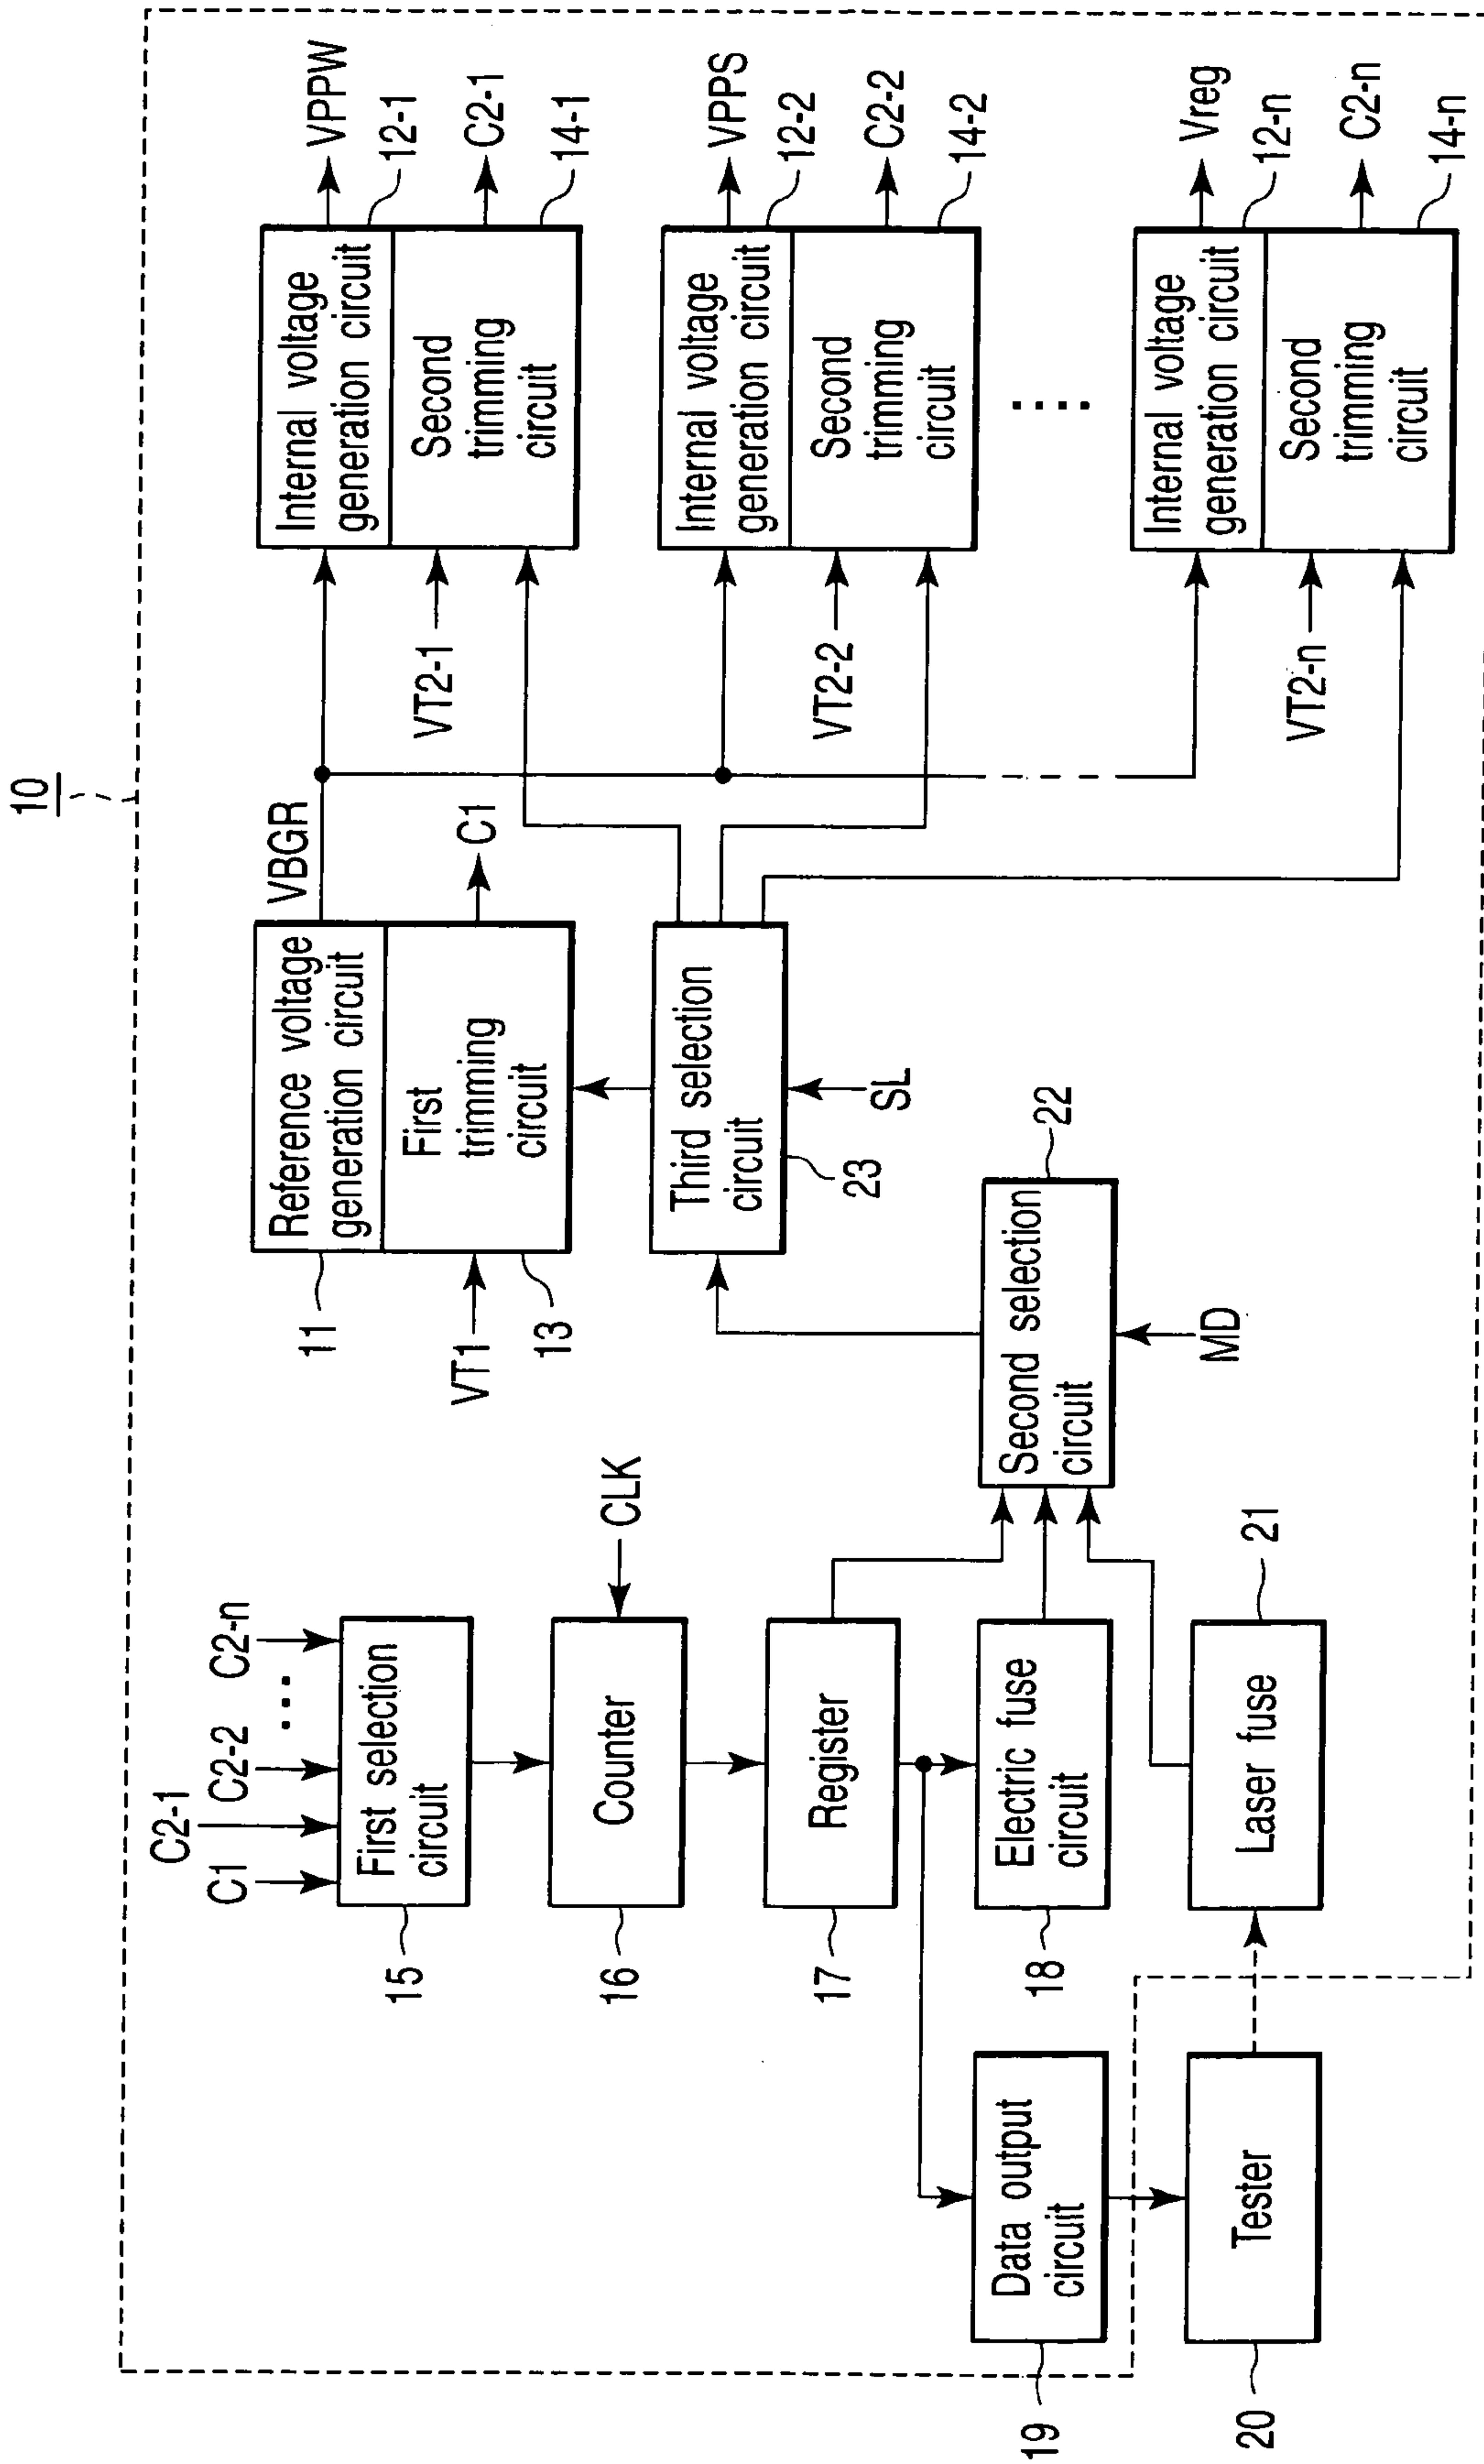 10
C1
C2-1
C2-2
...
C2-n
First selection
circuit
15
Counter
16
CLK
Register
17
Electric fuse
circuit
18
Data output
circuit
19
Tester
20
Laser fuse
21
Second selection
circuit
22
MD
Reference voltage
generation circuit
11
VBGR
First
trimming
circuit
13
VT1
C1
Third selection
circuit
23
SL
Internal voltage
generation circuit
VPPW
12-1
Second
trimming
circuit
C2-1
14-1
VT2-1
Internal voltage
generation circuit
VPPS
12-2
Second
trimming
circuit
C2-2
14-2
VT2-2
....
Internal voltage
generation circuit
Vreg
12-n
Second
trimming
circuit
C2-n
14-n
VT2-n